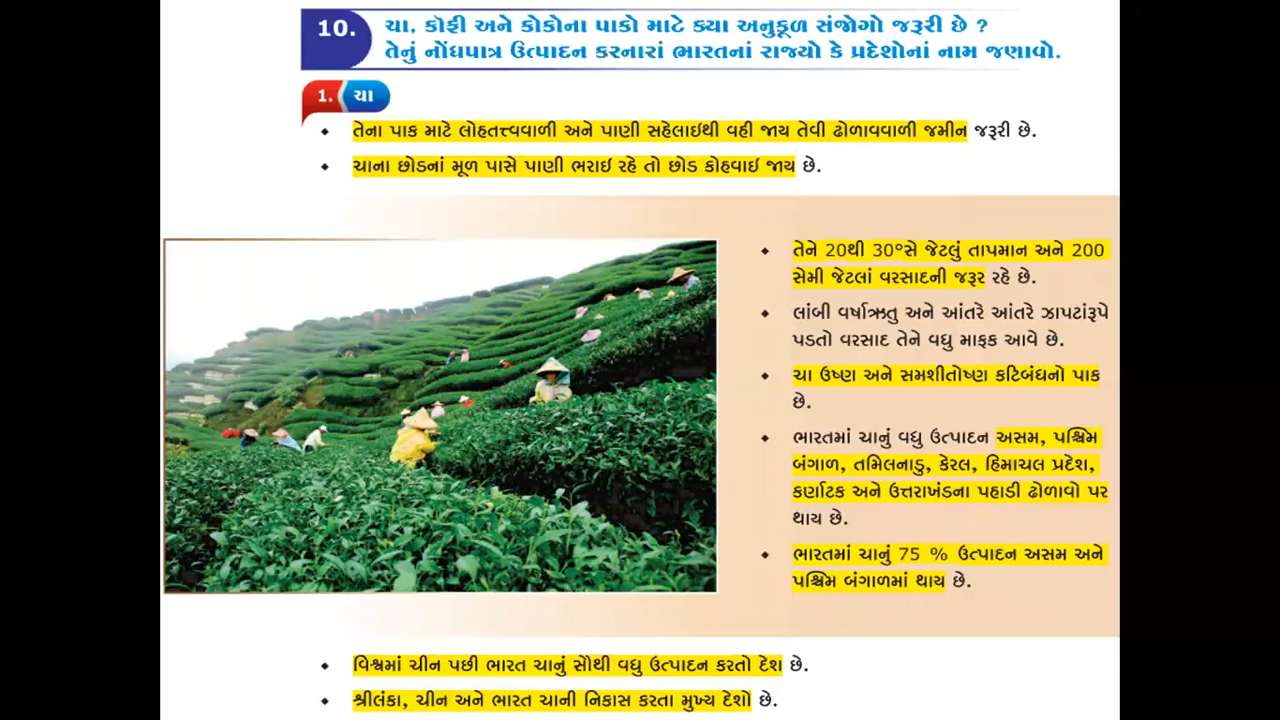 10. ચા, કૉફી અને કોકોના પાકો માટે ક્યા અનુકૂળ સંજોગો જરૂરી છે ?
તેનું નોંધપાત્ર ઉત્પાદન કરનારાં ભારતનાં રાજ્યો કે પ્રદેશોનાં નામ જણાવો.
1. ચા
• તેના પાક માટે લોહતત્ત્વવાળી અને પાણી સહેલાઇથી વહી જાય તેવી ઢોળાવવાળી જમીન જરૂરી છે.
• ચાના છોડનાં મૂળ પાસે પાણી ભરાઇ રહે તો છોડ કોહવાઇ જાય છે.
• તેને 20થી 30°સે જેટલું તાપમાન અને 200
સેમી જેટલાં વરસાદની જરૂર રહે છે.
• લાંબી વર્ષાઋતુ અને આંતરે આંતરે ઝાપટાંરૂપે
પડતો વરસાદ તેને વધુ માફક આવે છે.
• ચા ઉષ્ણ અને સમશીતોષ્ણ કટિબંધનો પાક
છે.
• ભારતમાં ચાનું વધુ ઉત્પાદન અસમ, પશ્ચિમ
બંગાળ, તમિલનાડુ, કેરલ, હિમાચલ પ્રદેશ,
કર્ણાટક અને ઉત્તરાખંડના પહાડી ઢોળાવો પર
થાય છે.
• ભારતમાં ચાનું 75 % ઉત્પાદન અસમ અને
પશ્ચિમ બંગાળમાં થાય છે.
• વિશ્વમાં ચીન પછી ભારત ચાનું સૌથી વધુ ઉત્પાદન કરતો દેશ છે.
• શ્રીલંકા, ચીન અને ભારત ચાની નિકાસ કરતા મુખ્ય દેશો છે.